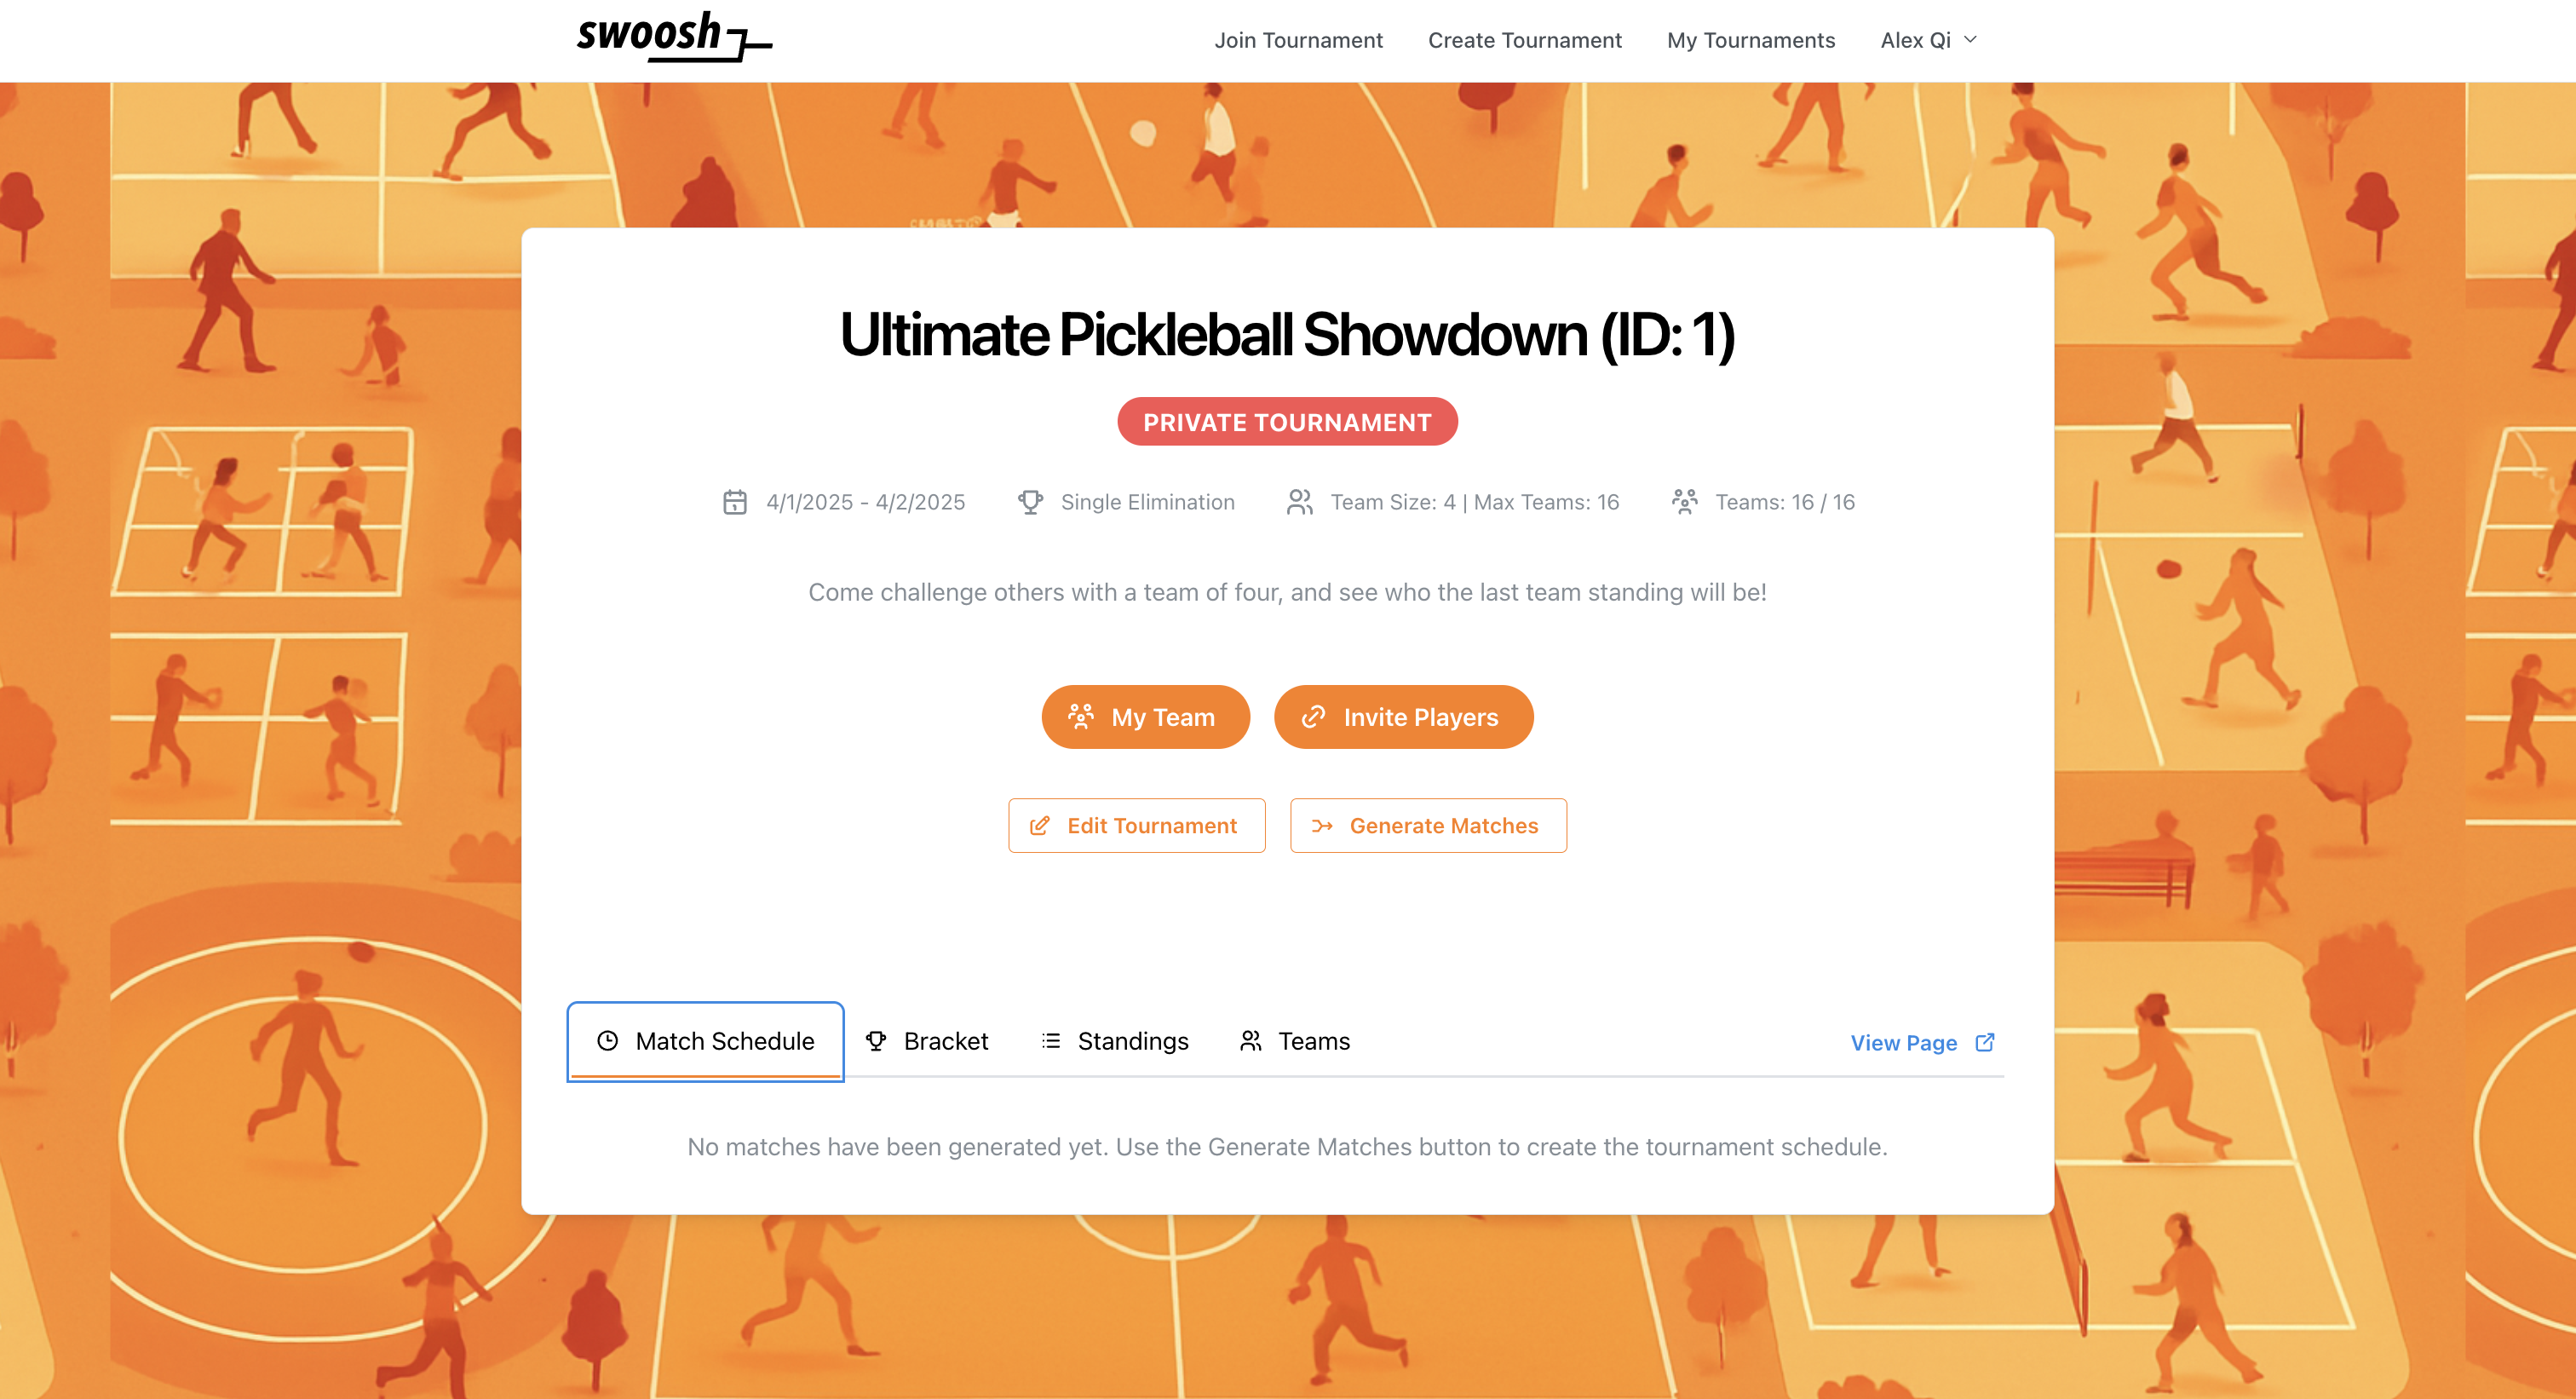 swoosh
Join Tournament Create Tournament My Tournaments Alex Qi
Ultimate Pickleball Showdown (ID: 1)
PRIVATE TOURNAMENT
4/1/2025 - 4/2/2025 Single Elimination Team Size: 4 | Max Teams: 16 Teams: 16 / 16
Come challenge others with a team of four, and see who the last team standing will be!
My Team Invite Players
Edit Tournament Generate Matches
Match Schedule Bracket Standings Teams View Page
No matches have been generated yet. Use the Generate Matches button to create the tournament schedule.